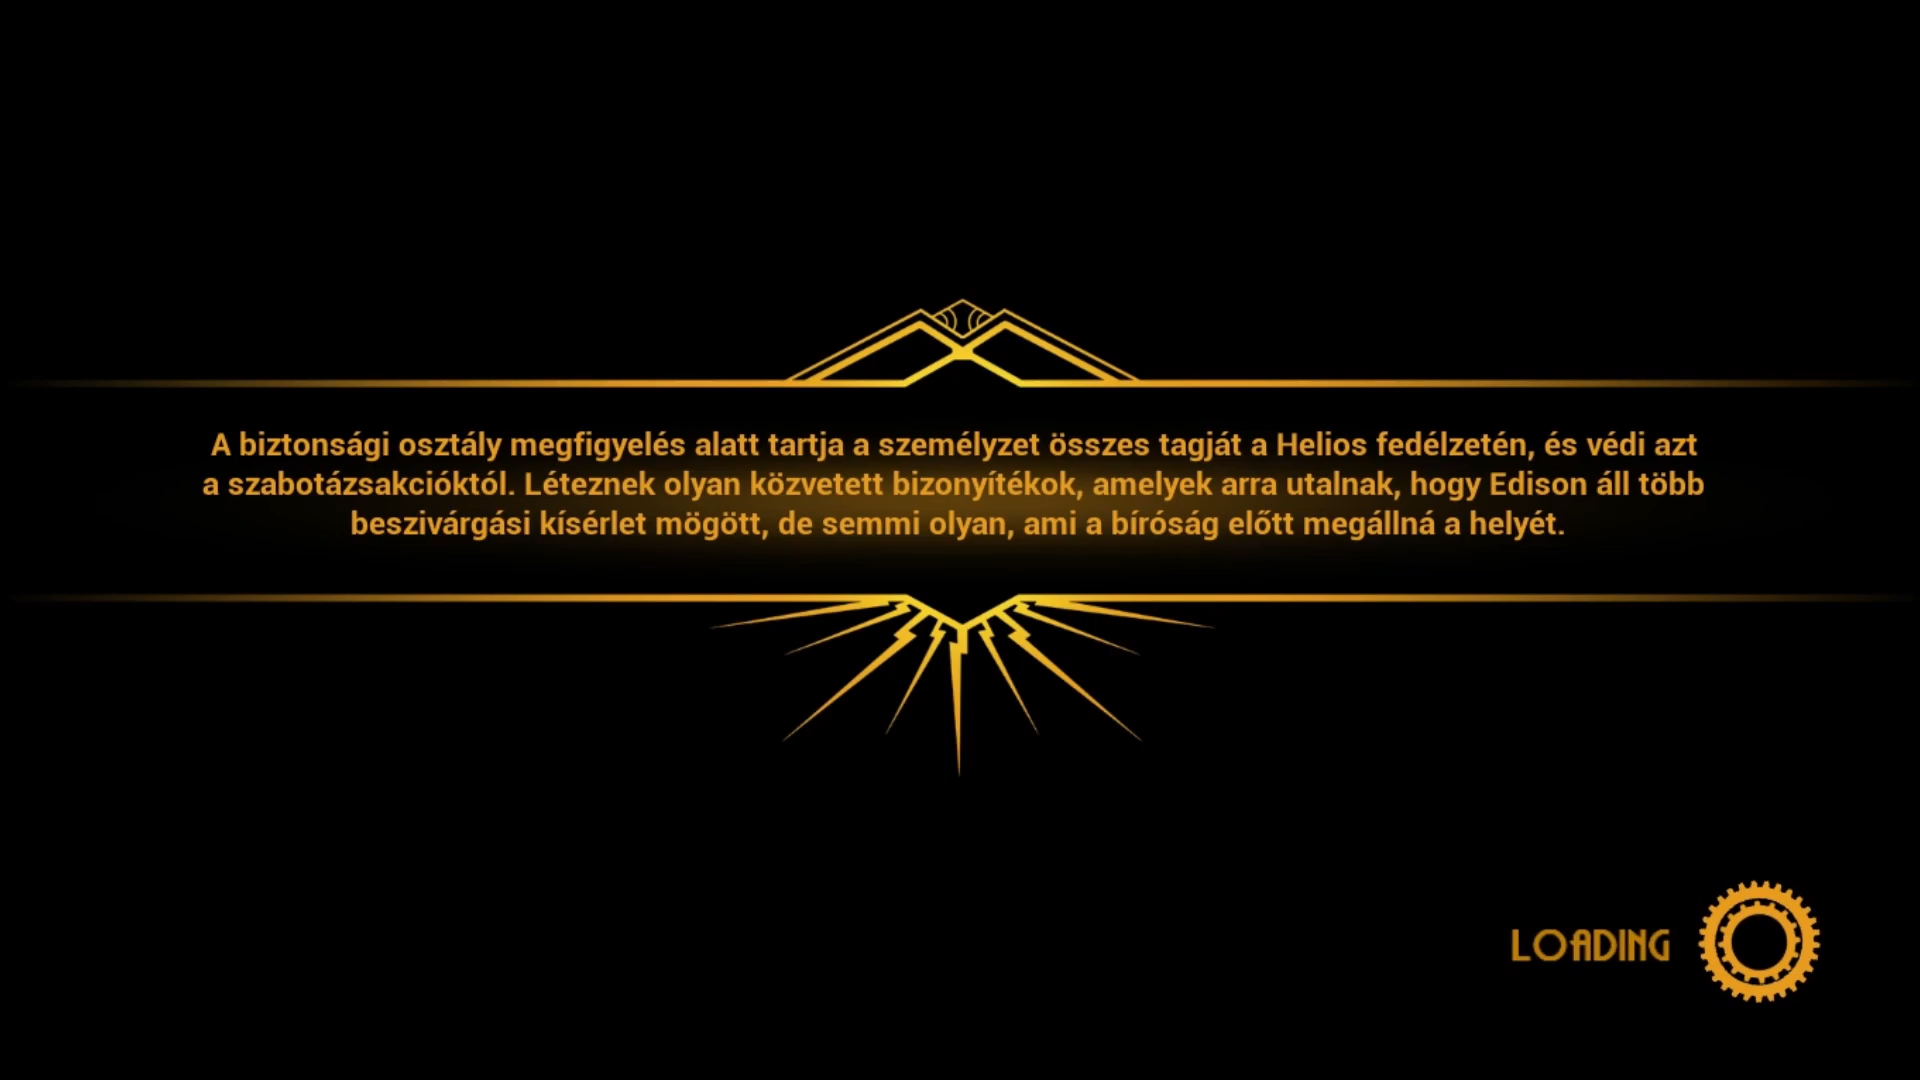 A biztonsági osztály megfigyelés alatt tartja a személyzet összes tagját a Helios fedélzetén, és védi azt
a szabotázsakcióktól. Léteznek olyan közvetett bizonyítékok, amelyek arra utalnak, hogy Edison áll több
beszivárgási kísérlet mögött, de semmi olyan, ami a bíróság előtt megállná a helyét.
LOADING